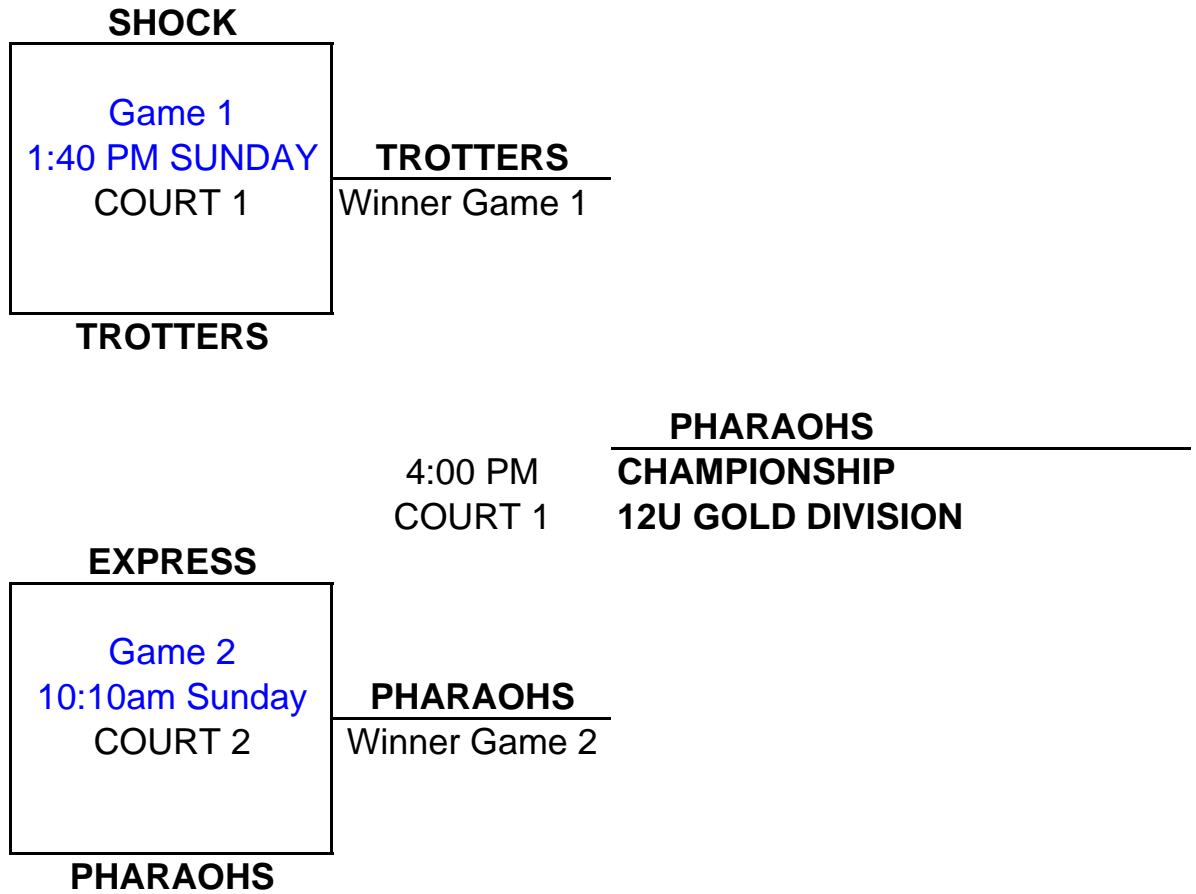 SHOCK
Game 1
1:40 PM SUNDAY
TROTTERS
COURT 1
Winner Game 1
TROTTERS
PHARAOHS
4:00 PM
CHAMPIONSHIP
COURT 1
12U GOLD DIVISION
EXPRESS
Game 2
10:10am Sunday
PHARAOHS
COURT 2
Winner Game 2
PHARAOHS